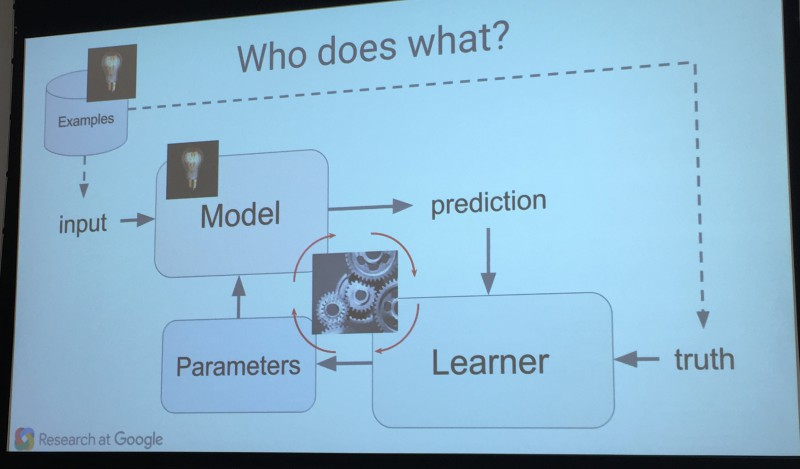 Who does what?
Examples
input
Model
prediction
Parameters
Learner
truth
Research at Google